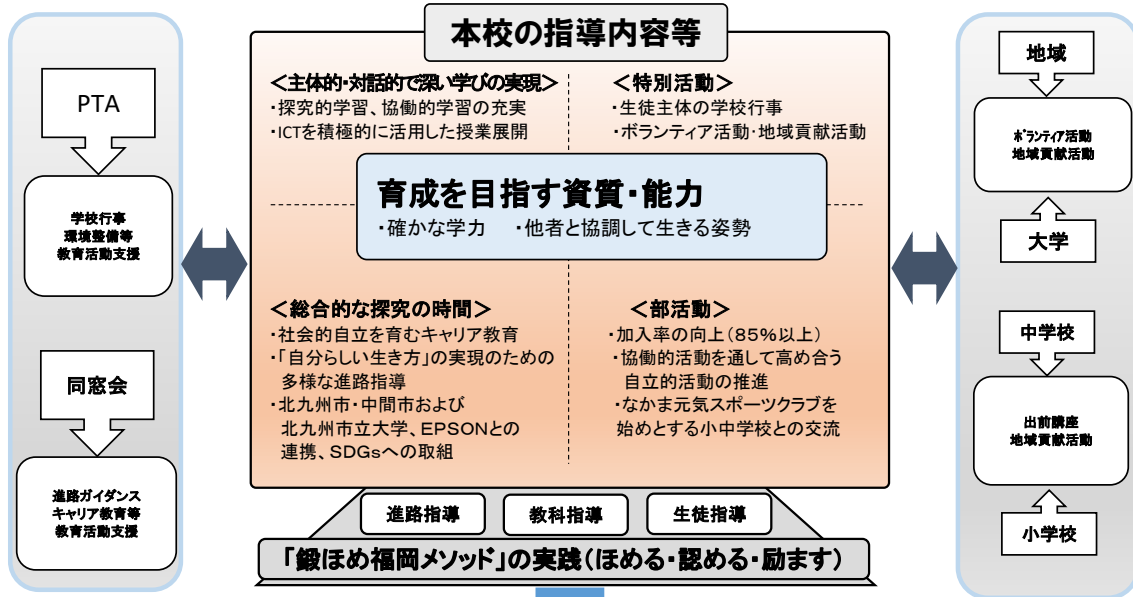 本校の指導内容等
PTA
学校行事
環境整備等
教育活動支援
同窓会
進路ガイダンス
キャリア教育等
教育活動支援
＜主体的・対話的で深い学びの実現＞
・探究的学習、協働的学習の充実
・ICTを積極的に活用した授業展開
＜特別活動＞
・生徒主体の学校行事
・ボランティア活動・地域貢献活動
育成を目指す資質・能力
・確かな学力　・他者と協調して生きる姿勢
＜総合的な探究の時間＞
・社会的自立を育むキャリア教育
・「自分らしい生き方」の実現のための
多様な進路指導
・北九州市・中間市および
北九州市立大学、EPSONとの
連携、SDGsへの取組
＜部活動＞
・加入率の向上（85％以上）
・協働的活動を通して高め合う
自立的活動の推進
・なかま元気スポーツクラブを
始めとする小中学校との交流
進路指導
教科指導
生徒指導
「鍛ほめ福岡メソッド」の実践（ほめる・認める・励ます）
地域
ボランティア活動
地域貢献活動
大学
中学校
出前講座
地域貢献活動
小学校